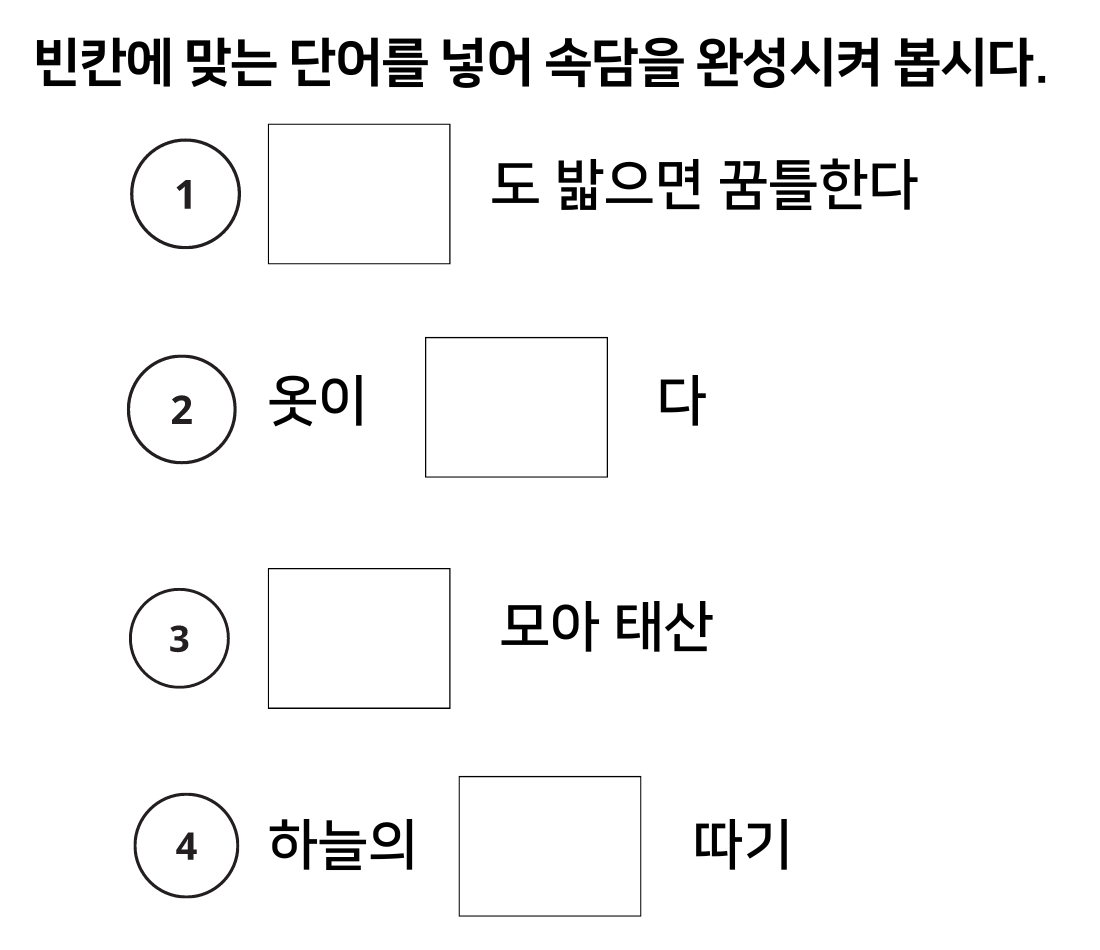 빈칸에 맞는 단어를 넣어 속담을 완성시켜 봅시다.
1 도 밟으면 꿈틀한다
2 옷이 다
3 모아 태산
4 하늘의 따기